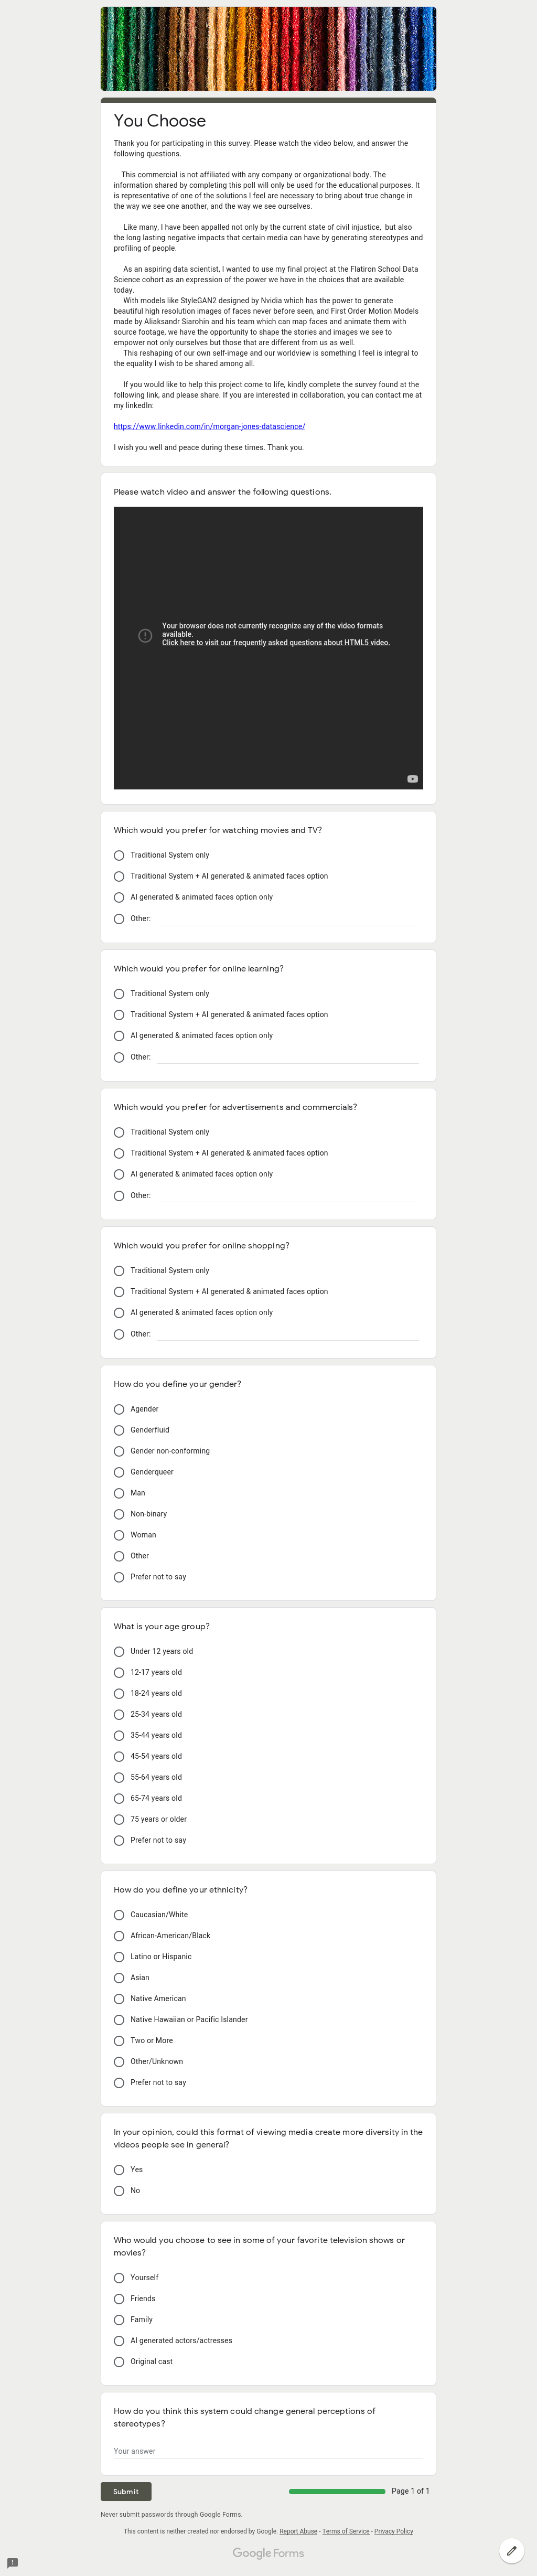 You Choose
Thank you for participating in this survey. Please watch the video below, and answer the
following questions.
This commercial is not affiliated with any company or organizational body. The
information shared by completing this poll will only be used for the educational purposes. It
is representative of one of the solutions I feel are necessary to bring about true change in
the way we see one another, and the way we see ourselves.
Like many, I have been appalled not only by the current state of civil injustice,  but also
the long lasting negative impacts that certain media can have by generating stereotypes and
profiling of people.
As an aspiring data scientist, I wanted to use my final project at the Flatiron School Data
Science cohort as an expression of the power we have in the choices that are available
today.
With models like StyleGAN2 designed by Nvidia which has the power to generate
beautiful high resolution images of faces never before seen, and First Order Motion Models
made by Aliaksandr Siarohin and his team which can map faces and animate them with
source footage, we have the opportunity to shape the stories and images we see to
empower not only ourselves but those that are different from us as well.
This reshaping of our own self-image and our worldview is something I feel is integral to
the equality I wish to be shared among all.
If you would like to help this project come to life, kindly complete the survey found at the
following link, and please share. If you are interested in collaboration, you can contact me at
my linkedIn:
https://www.linkedin.com/in/morgan-jones-datascience/
I wish you well and peace during these times. Thank you.
Please watch video and answer the following questions.
Your browser does not currently recognize any of the video formats
available.
Click here to visit our frequently asked questions about HTML5 video.
Which would you prefer for watching movies and TV?
Traditional System only
Traditional System + AI generated & animated faces option
AI generated & animated faces option only
Other:
Which would you prefer for online learning?
Traditional System only
Traditional System + AI generated & animated faces option
AI generated & animated faces option only
Other:
Which would you prefer for advertisements and commercials?
Traditional System only
Traditional System + AI generated & animated faces option
AI generated & animated faces option only
Other:
Which would you prefer for online shopping?
Traditional System only
Traditional System + AI generated & animated faces option
AI generated & animated faces option only
Other:
How do you define your gender?
Agender
Genderfluid
Gender non-conforming
Genderqueer
Man
Non-binary
Woman
Other
Prefer not to say
What is your age group?
Under 12 years old
12-17 years old
18-24 years old
25-34 years old
35-44 years old
45-54 years old
55-64 years old
65-74 years old
75 years or older
Prefer not to say
How do you define your ethnicity?
Caucasian/White
African-American/Black
Latino or Hispanic
Asian
Native American
Native Hawaiian or Pacific Islander
Two or More
Other/Unknown
Prefer not to say
In your opinion, could this format of viewing media create more diversity in the
videos people see in general?
Yes
No
Who would you choose to see in some of your favorite television shows or
movies?
Yourself
Friends
Family
AI generated actors/actresses
Original cast
How do you think this system could change general perceptions of
stereotypes?
Your answer
Submit
Page 1 of 1
Never submit passwords through Google Forms.
This content is neither created nor endorsed by Google. Report Abuse - Terms of Service - Privacy Policy
Google Forms